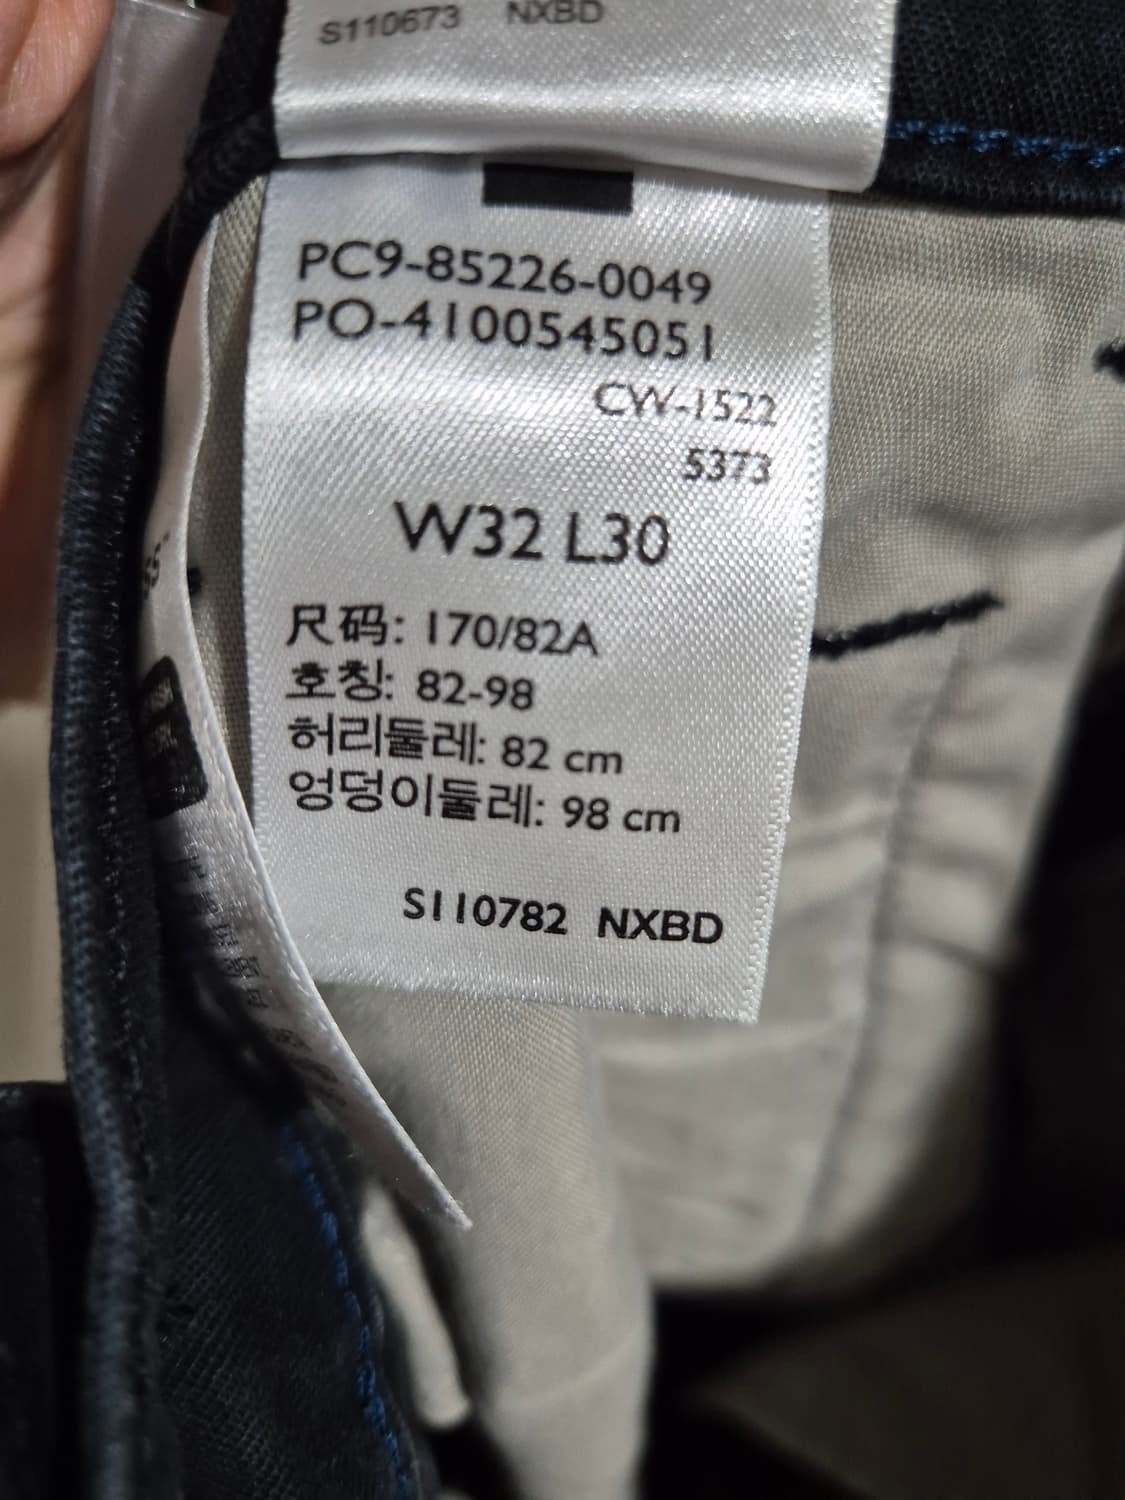 S110673 NXBD
PC9-85226-0049
PO-4100545051
CW-1522
5373
W32 L30
尺码: 170/82A
호칭: 82-98
허리둘레: 82 cm
엉덩이둘레: 98 cm
S110782 NXBD